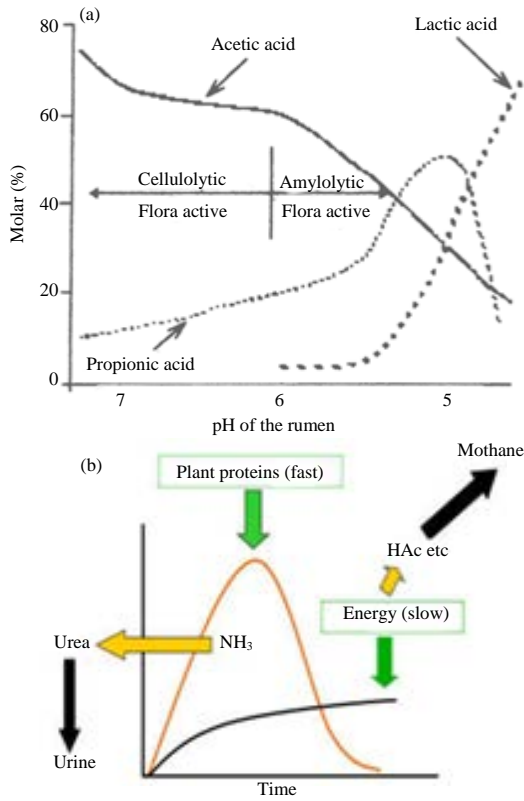 (a)
80
60
40
20
0
Molar (%)
Acetic acid
Lactic acid
Cellulolytic
Flora active
Amylolytic
Flora active
Propionic acid
7
6
5
pH of the rumen
(b)
Plant proteins (fast)
Mothane
HAc etc
Energy (slow)
Urea
NH₃
Urine
Time